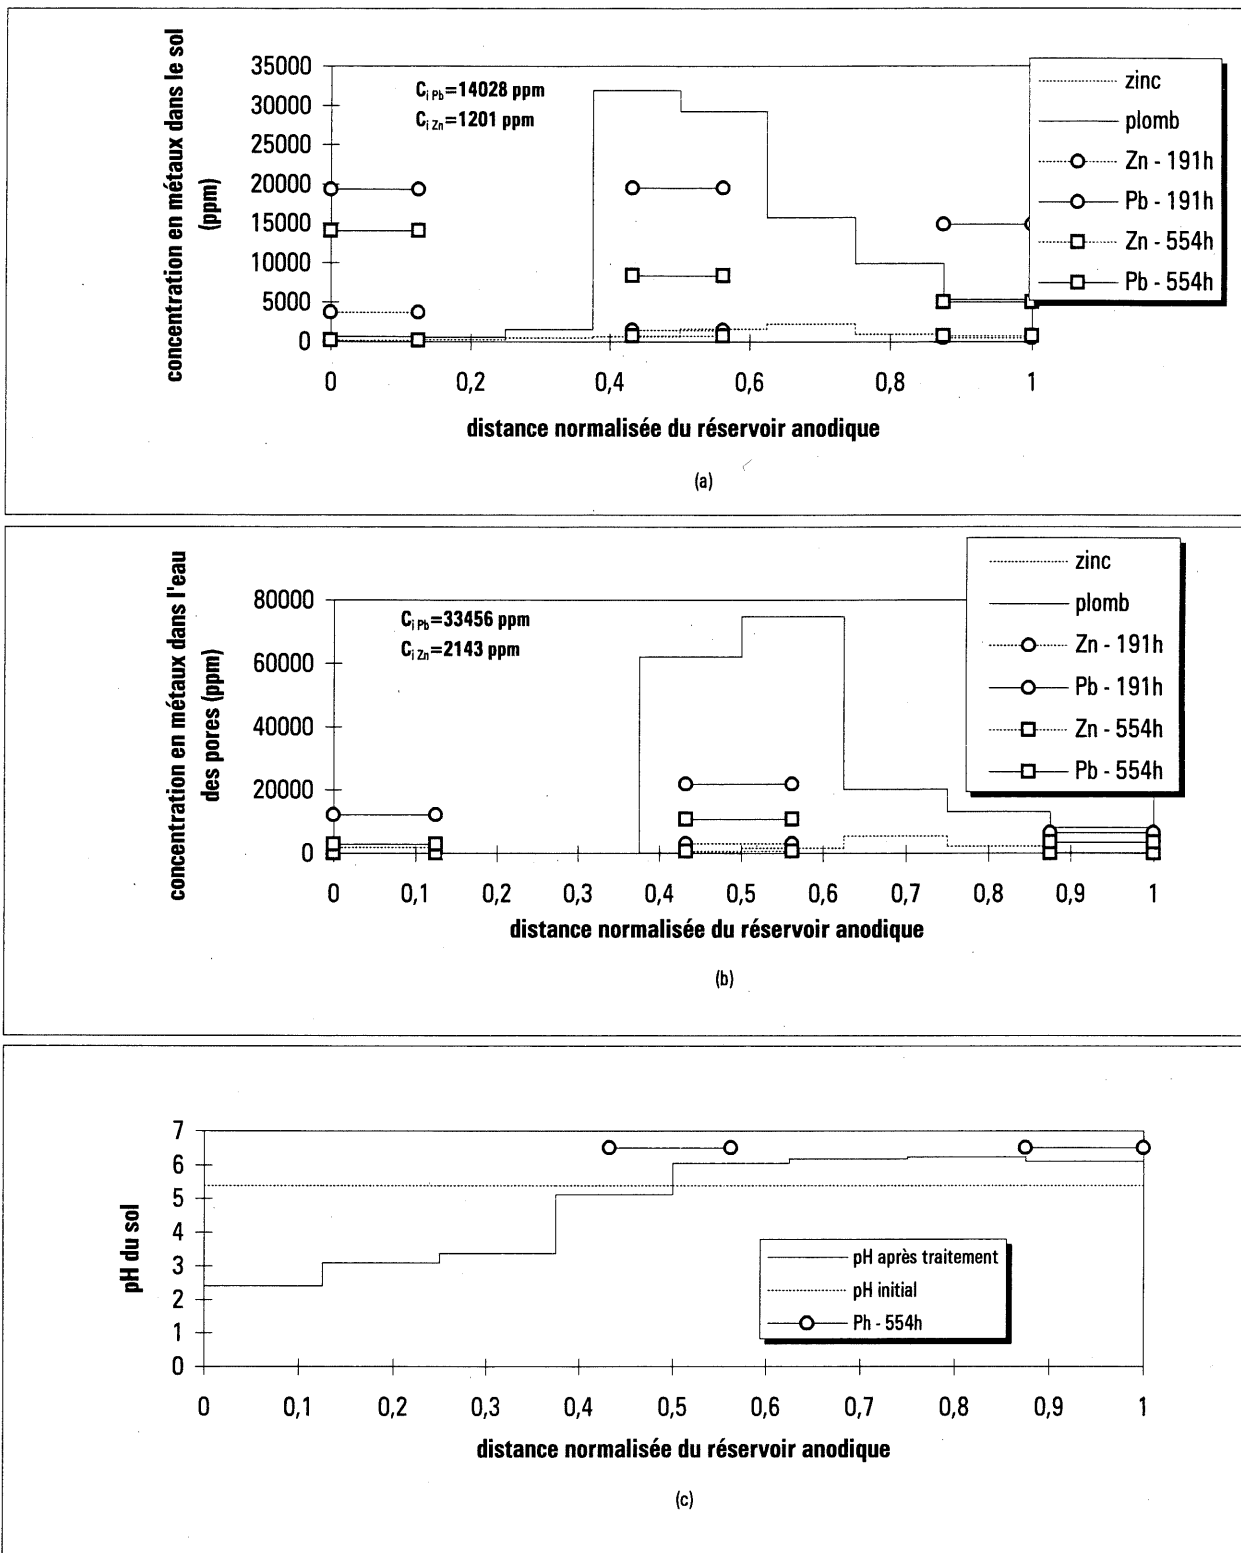 concentration en métaux dans le sol
(ppm)
35000
30000
25000
20000
15000
10000
5000
0
C i Pb=14028 ppm
C i Zn=1201 ppm
zinc
plomb
Zn - 191h
Pb - 191h
Zn - 554h
Pb - 554h
0 0,2 0,4 0,6 0,8 1
distance normalisée du réservoir anodique
(a)
concentration en métaux dans l'eau
des pores (ppm)
80000
60000
40000
20000
0
C i Pb=33456 ppm
C i Zn=2143 ppm
zinc
plomb
Zn - 191h
Pb - 191h
Zn - 554h
Pb - 554h
0 0,1 0,2 0,3 0,4 0,5 0,6 0,7 0,8 0,9 1
distance normalisée du réservoir anodique
(b)
pH du sol
7
6
5
4
3
2
1
0
pH après traitement
pH initial
Ph - 554h
0 0,1 0,2 0,3 0,4 0,5 0,6 0,7 0,8 0,9 1
distance normalisée du réservoir anodique
(c)